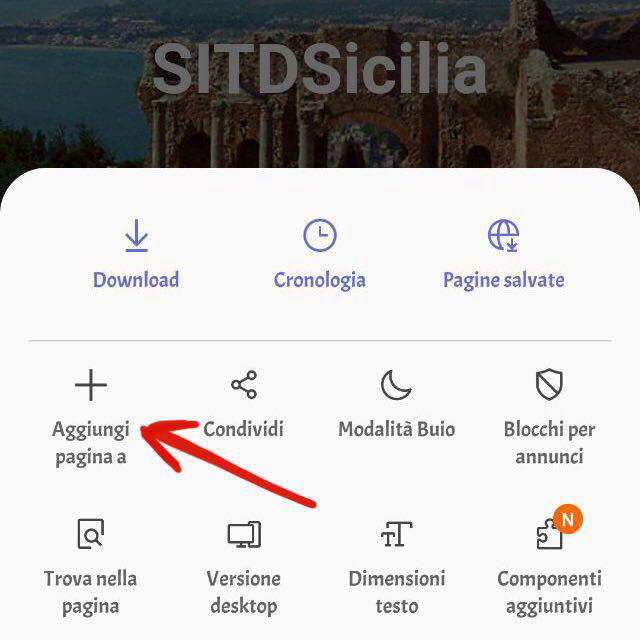 SITDSicilia
Download
Cronologia
Pagine salvate
Aggiungi
pagina a
Condividi
Modalità Buio
Blocchi per
annunci
N
Trova nella
pagina
Versione
desktop
Dimensioni
testo
Componenti
aggiuntivi